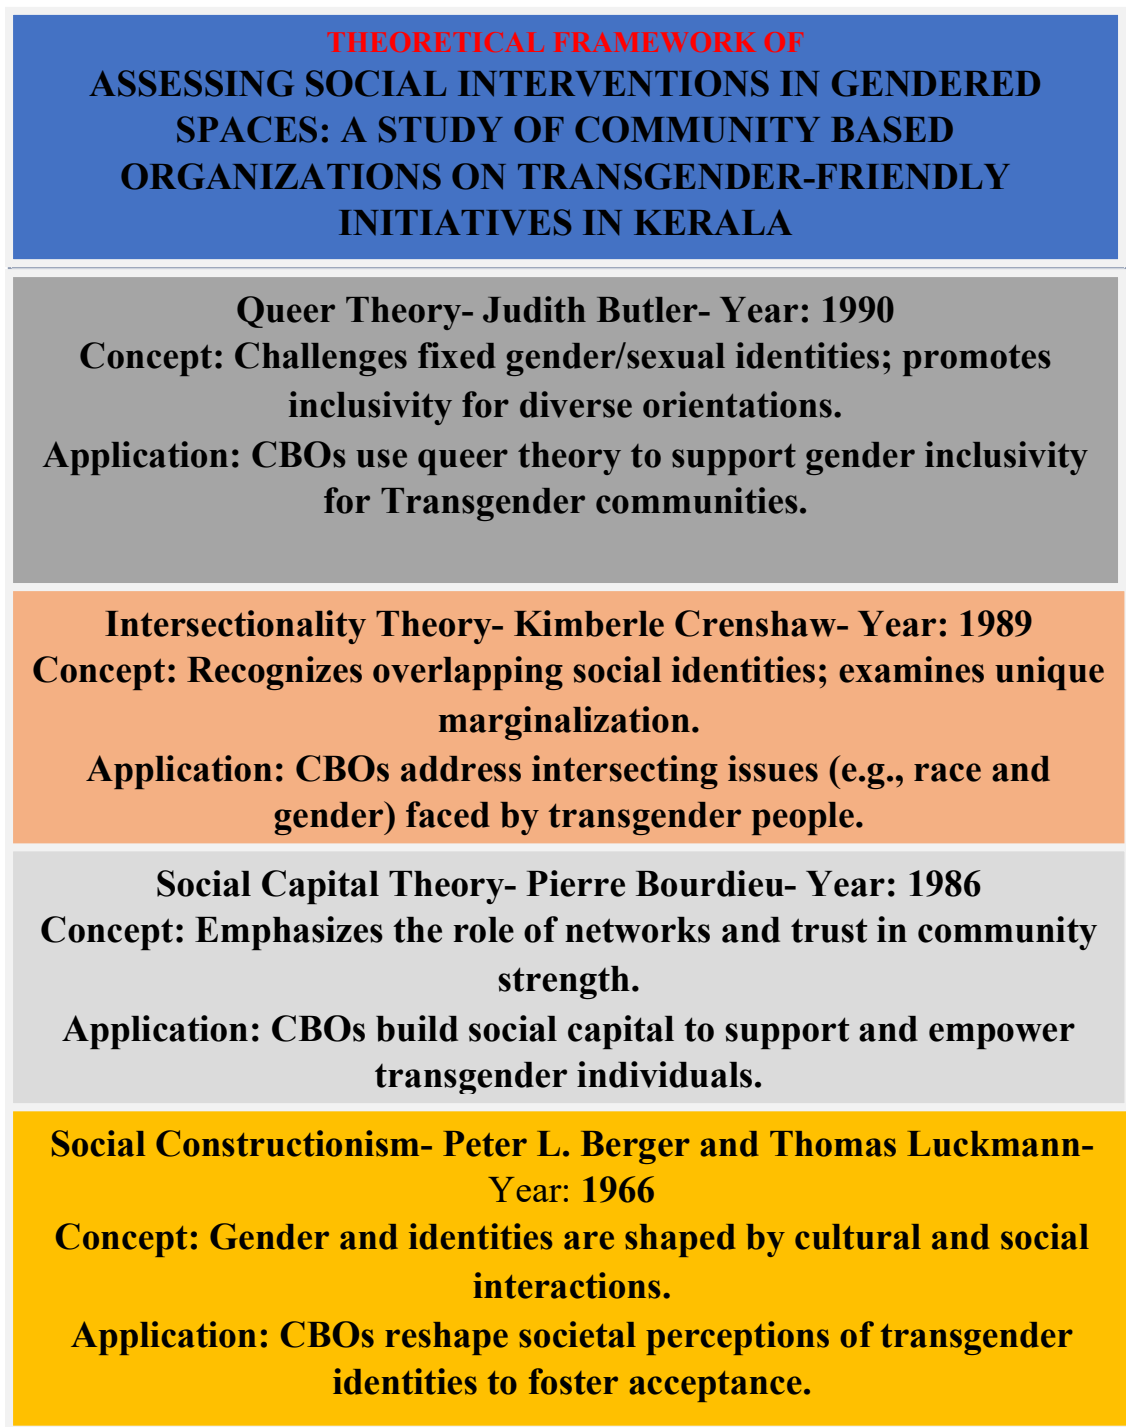 THEORETICAL FRAMEWORK OF
ASSESSING SOCIAL INTERVENTIONS IN GENDERED
SPACES: A STUDY OF COMMUNITY BASED
ORGANIZATIONS ON TRANSGENDER-FRIENDLY
INITIATIVES IN KERALA
Queer Theory- Judith Butler- Year: 1990
Concept: Challenges fixed gender/sexual identities; promotes
inclusivity for diverse orientations.
Application: CBOs use queer theory to support gender inclusivity
for Transgender communities.
Intersectionality Theory- Kimberle Crenshaw- Year: 1989
Concept: Recognizes overlapping social identities; examines unique
marginalization.
Application: CBOs address intersecting issues (e.g., race and
gender) faced by transgender people.
Social Capital Theory- Pierre Bourdieu- Year: 1986
Concept: Emphasizes the role of networks and trust in community
strength.
Application: CBOs build social capital to support and empower
transgender individuals.
Social Constructionism- Peter L. Berger and Thomas Luckmann-
Year: 1966
Concept: Gender and identities are shaped by cultural and social
interactions.
Application: CBOs reshape societal perceptions of transgender
identities to foster acceptance.